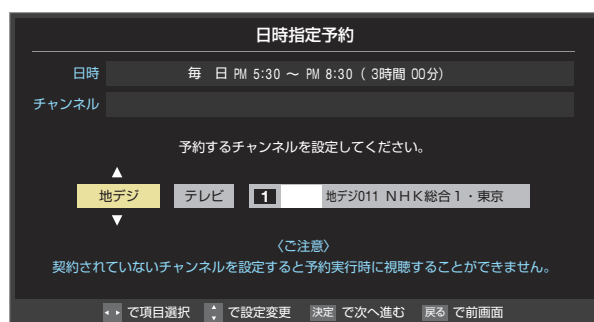 日時指定予約
日時 毎 日 PM 5:30 ～ PM 8:30 ( 3時間 00分)
チャンネル
予約するチャンネルを設定してください。
地デジ テレビ 1 地デジ011 ＮＨＫ総合１・東京
〈ご注意〉
契約されていないチャンネルを設定すると予約実行時に視聴することができません。
で項目選択 で設定変更 決定 で次へ進む 戻る で前画面